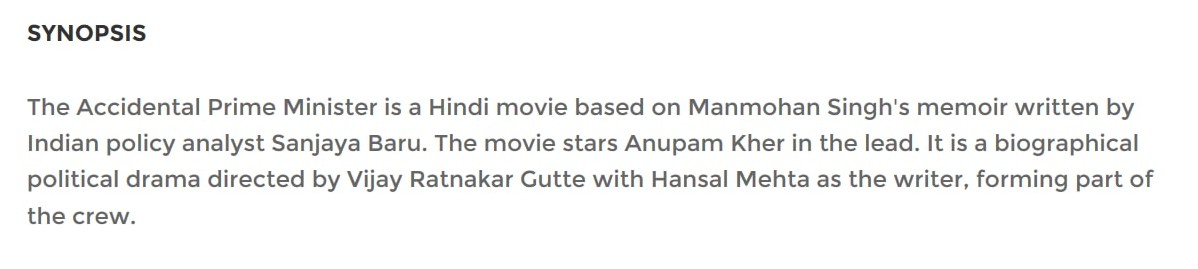 SYNOPSIS
The Accidental Prime Minister is a Hindi movie based on Manmohan Singh's memoir written by
Indian policy analyst Sanjaya Baru. The movie stars Anupam Kher in the lead. It is a biographical
political drama directed by Vijay Ratnakar Gutte with Hansal Mehta as the writer, forming part of
the crew.